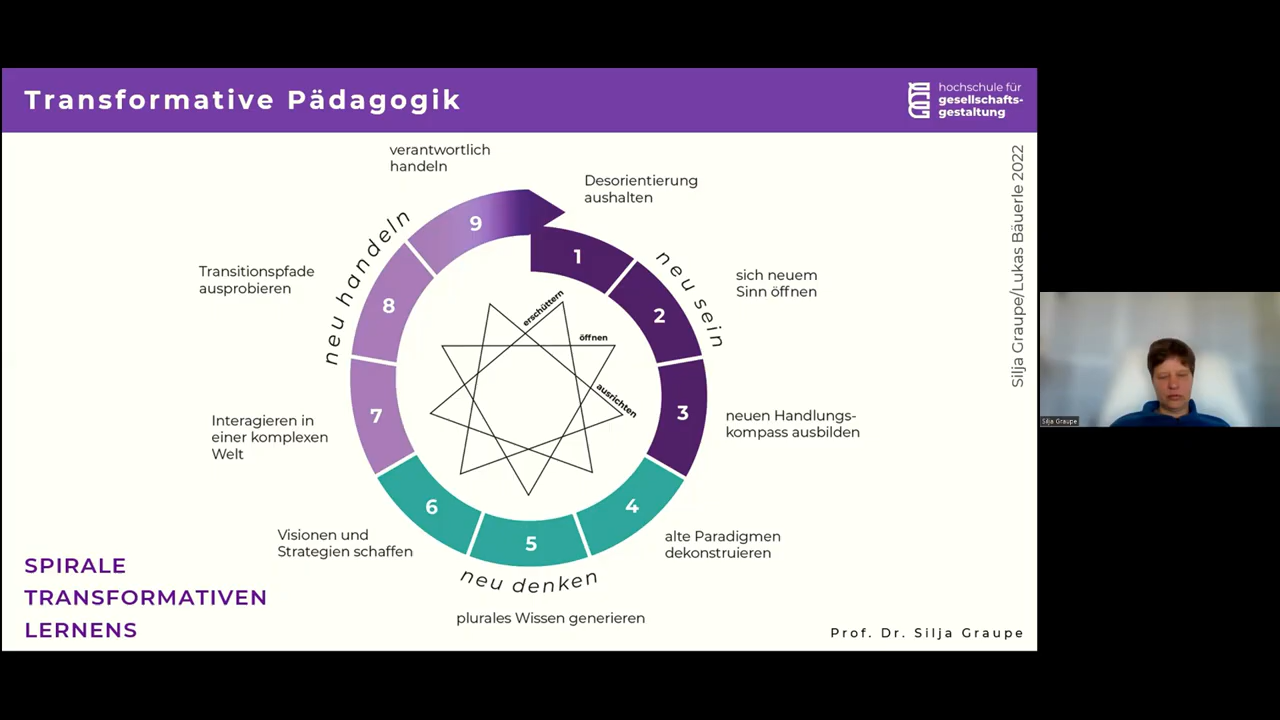 Transformative Pädagogik
hochschule für
gesellschafts-
gestaltung
verantwortlich
handeln
Desorientierung
aushalten
9
1
neu handeln
neu sein
Transitionspfade
ausprobieren
sich neuem
Sinn öffnen
8
2
erschüttern
öffnen
ausrichten
Silja Graupe/Lukas Bäuerle 2022
7
3
Interagieren in
einer komplexen
Welt
neuen Handlungs-
kompass ausbilden
Silja Graupe
6
4
5
Visionen und
Strategien schaffen
alte Paradigmen
dekonstruieren
neu denken
plurales Wissen generieren
SPIRALE
TRANSFORMATIVEN
LERNENS
Prof. Dr. Silja Graupe